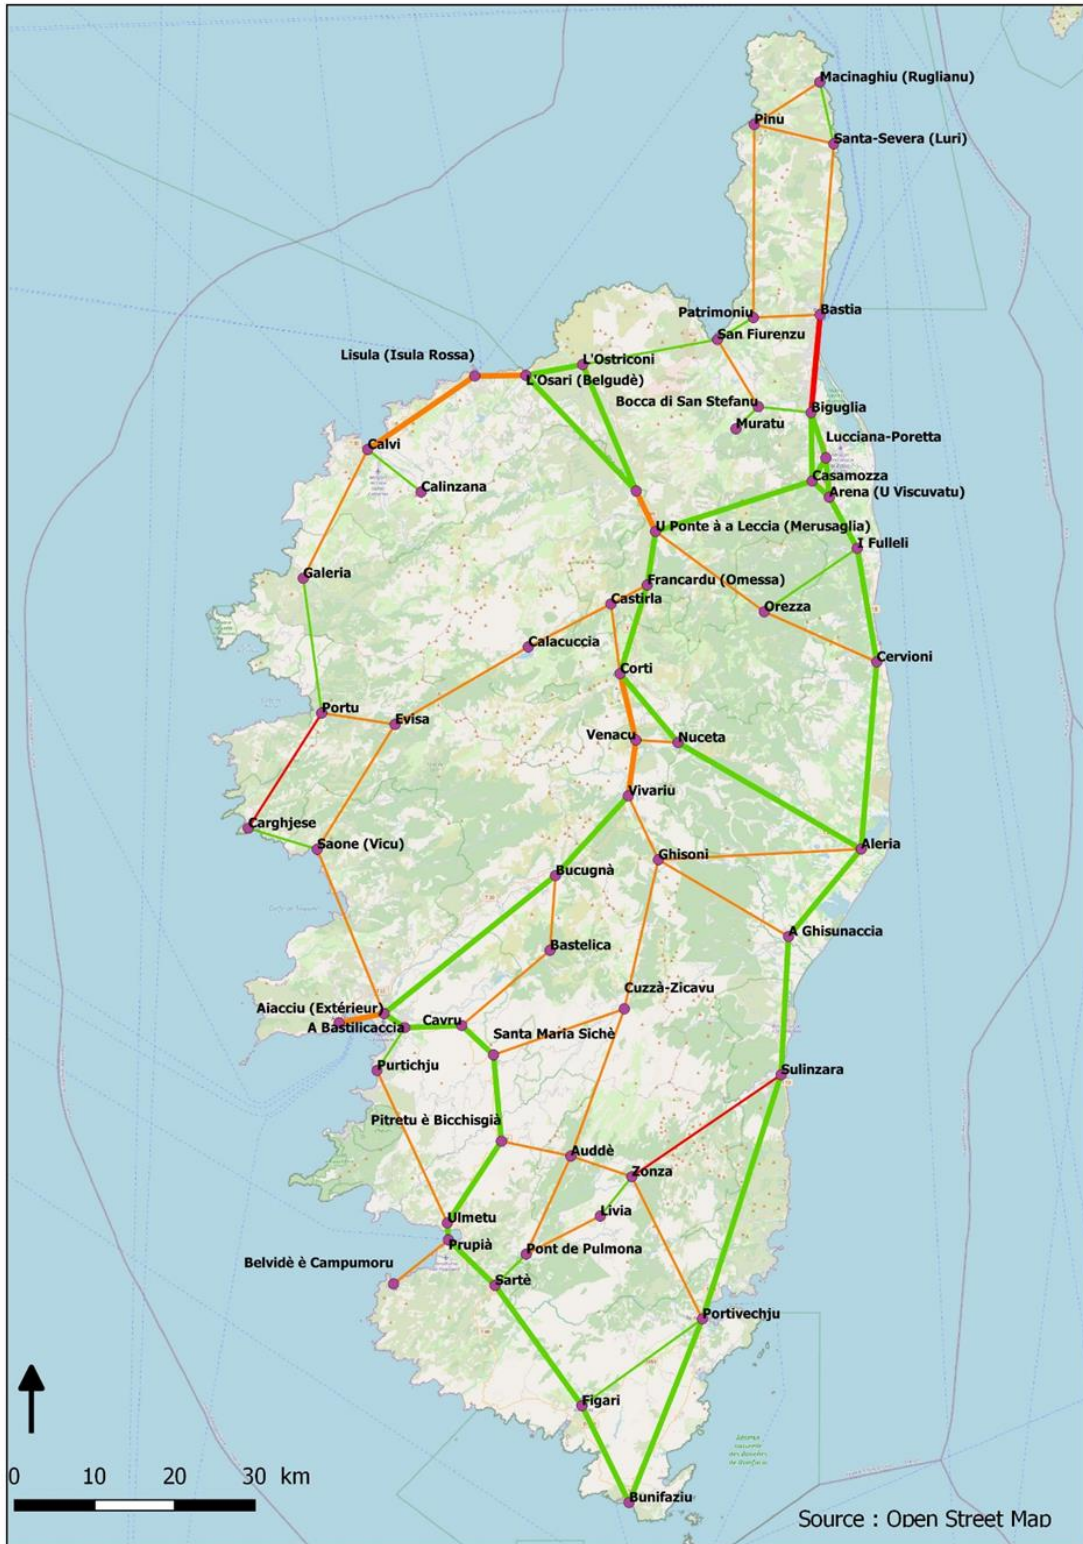 Macinaghiu (Ruglianu)
Pinu
Santa-Severa (Luri)
Patrimoniu
Bastia
San Fiurenzu
L'Ostriconi
Lisula (Isula Rossa)
L'Osari (Belgudè)
Bocca di San Stefanu
Biguglia
Muratu
Calvi
Lucciana-Poretta
Casamozza
Calinzana
Arena (U Viscuvatu)
U Ponte à a Leccia (Merusaglia)
I Fulleli
Galeria
Francardu (Omessa)
Castirla
Orezza
Calacuccia
Cervioni
Corti
Portu
Evisa
Venacu
Nuceta
Vivariu
Carghjese
Saone (Vicu)
Ghisoni
Aleria
Bucugnà
A Ghisunaccia
Bastelica
Cuzzà-Zicavu
Aiacciu (Extérieur)
A Bastilicaccia
Cavru
Santa Maria Sichè
Purtichju
Sulinzara
Pitretu è Bicchisgià
Auddè
Zonza
Livia
Ulmetu
Prupià
Pont de Pulmona
Belvidè è Campumoru
Sartè
Portivechju
Figari
Bunifaziu
0 10 20 30 km
Source : Open Street Map